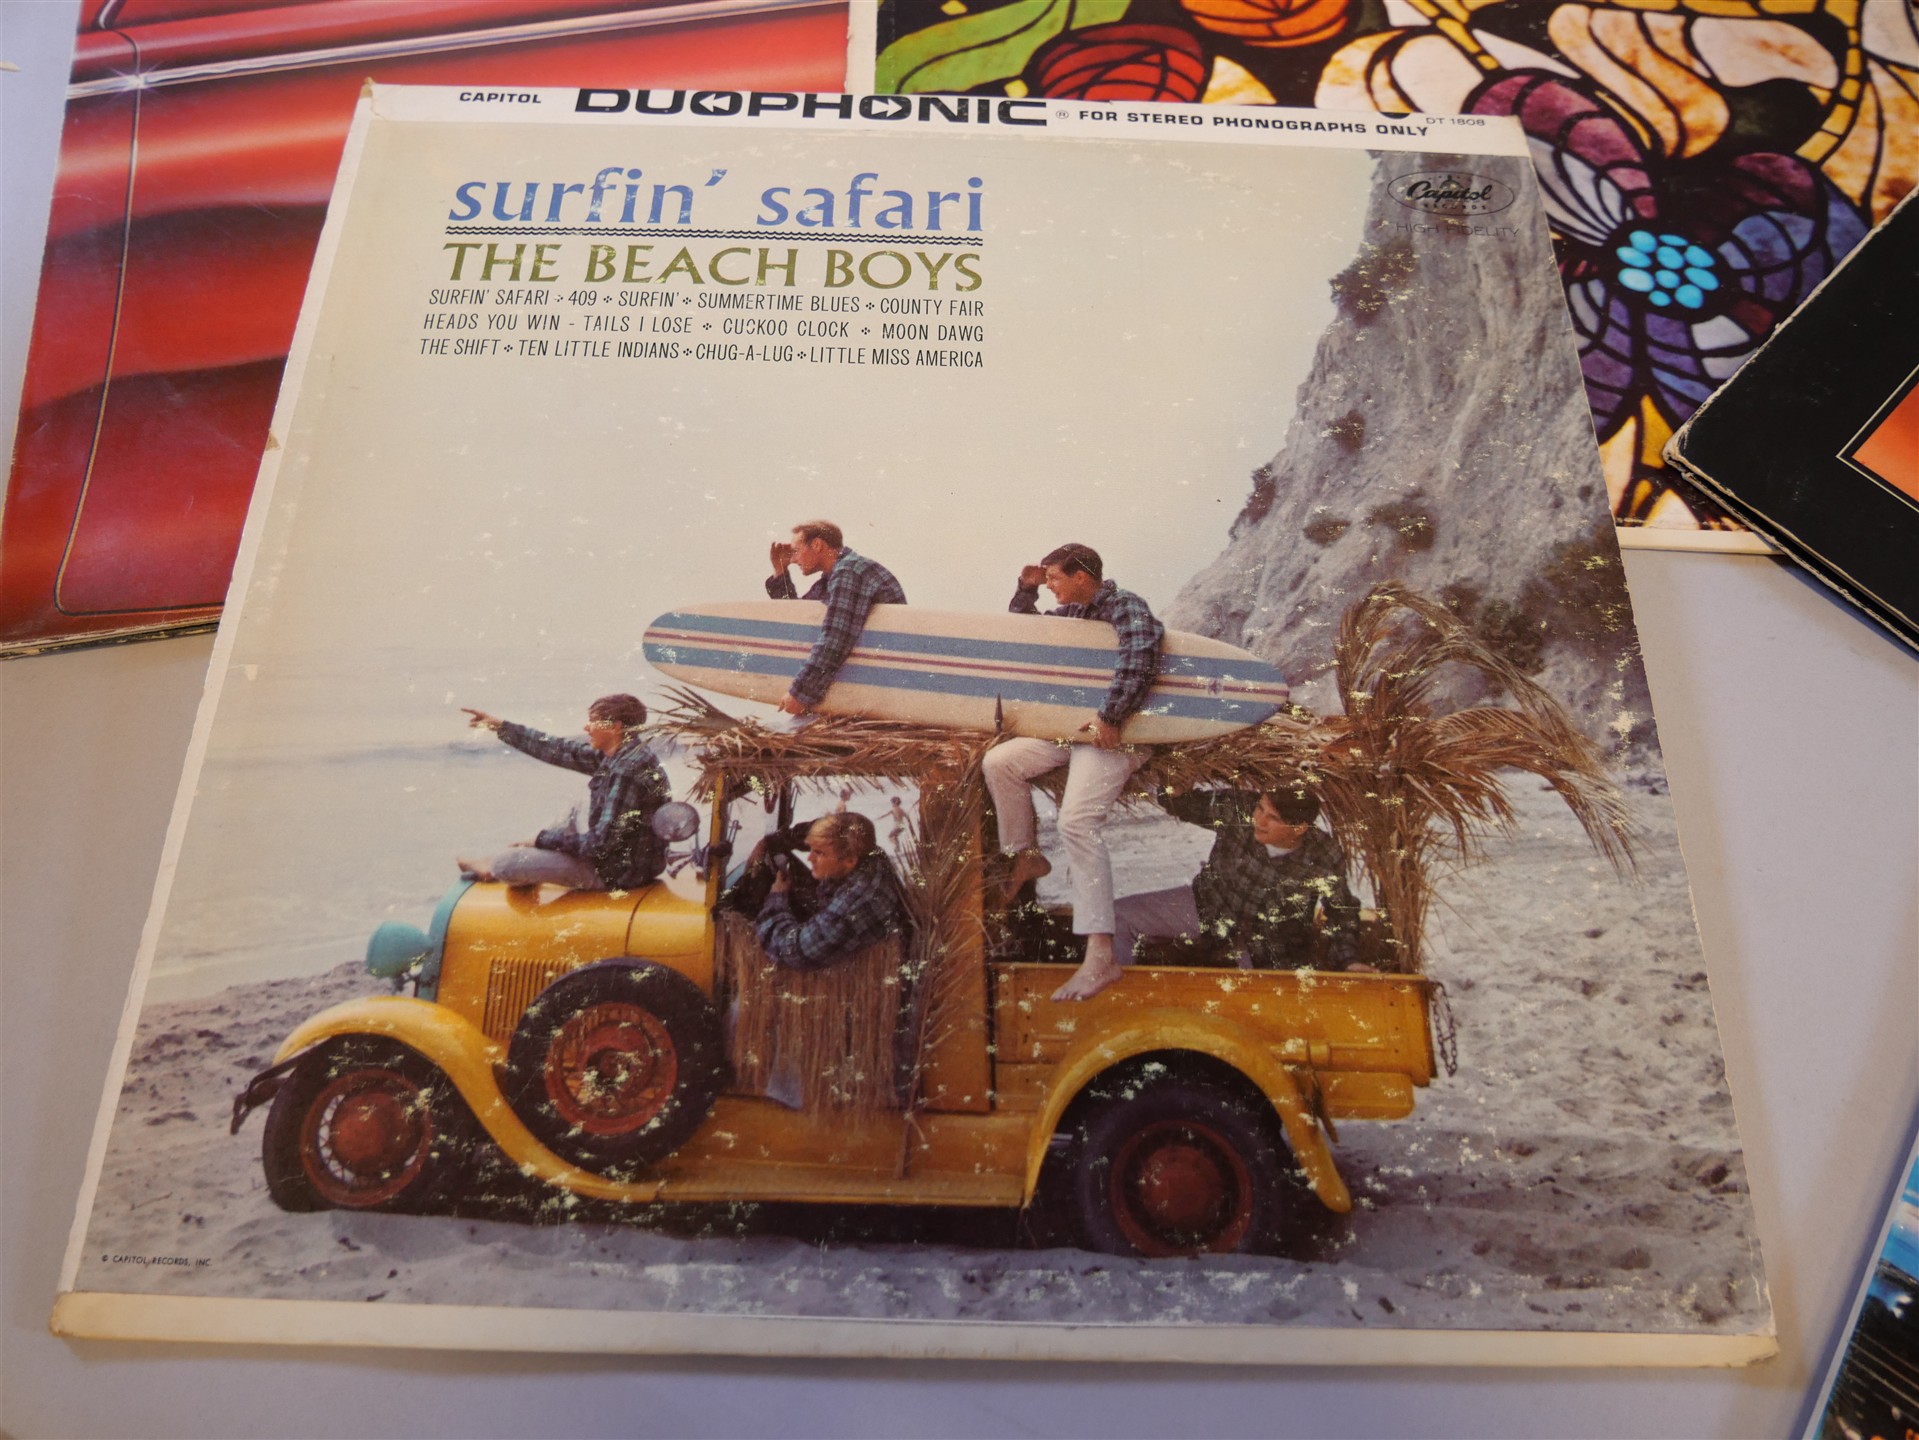 CAPITOL DUOPHONIC ® FOR STEREO PHONOGRAPHS ONLY DT 1808
Capitol
RECORDS
HIGH FIDELITY
surfin' safari
THE BEACH BOYS
SURFIN' SAFARI ❖ 409 ❖ SURFIN' ❖ SUMMERTIME BLUES ❖ COUNTY FAIR
HEADS YOU WIN - TAILS I LOSE ❖ CUCKOO CLOCK ❖ MOON DAWG
THE SHIFT ❖ TEN LITTLE INDIANS ❖ CHUG-A-LUG ❖ LITTLE MISS AMERICA
© CAPITOL RECORDS, INC